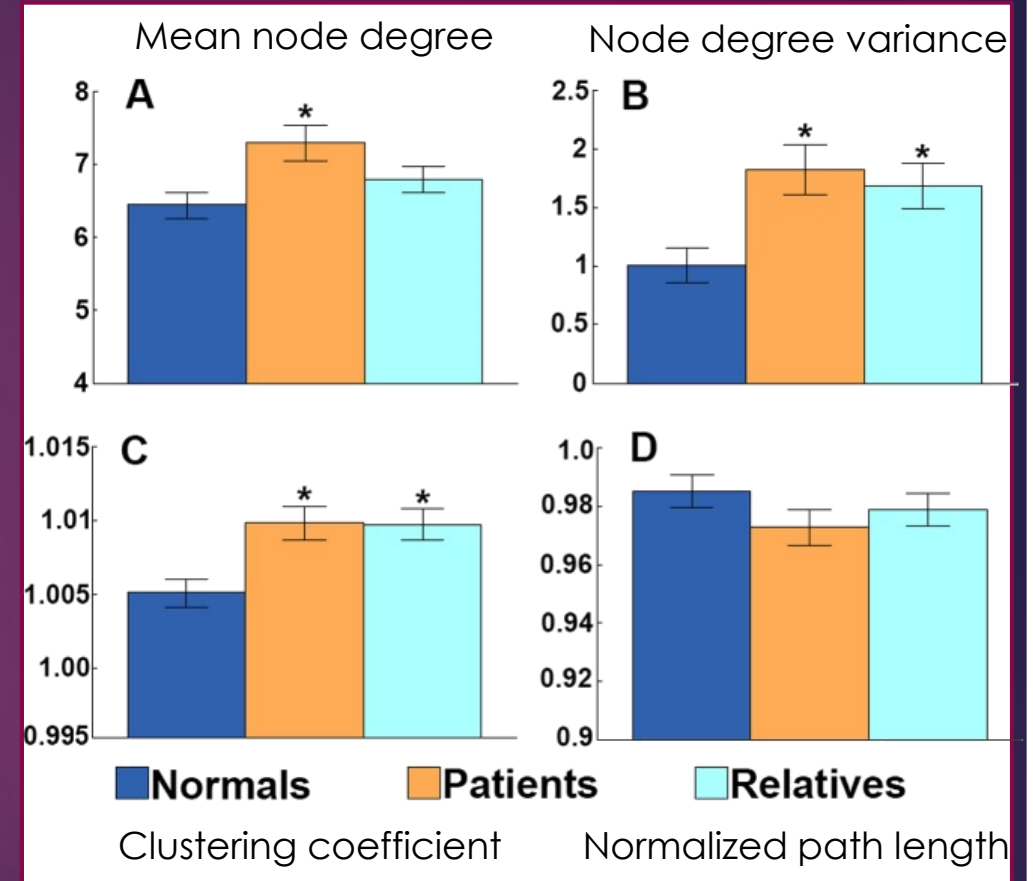 Mean node degree
Node degree variance
A
*
8
7
6
5
4
B
*
*
2.5
2
1.5
1
0.5
0
C
*
*
1.015
1.01
1.005
1.00
0.995
D
1.0
0.98
0.96
0.94
0.92
0.9
Normals
Patients
Relatives
Clustering coefficient
Normalized path length